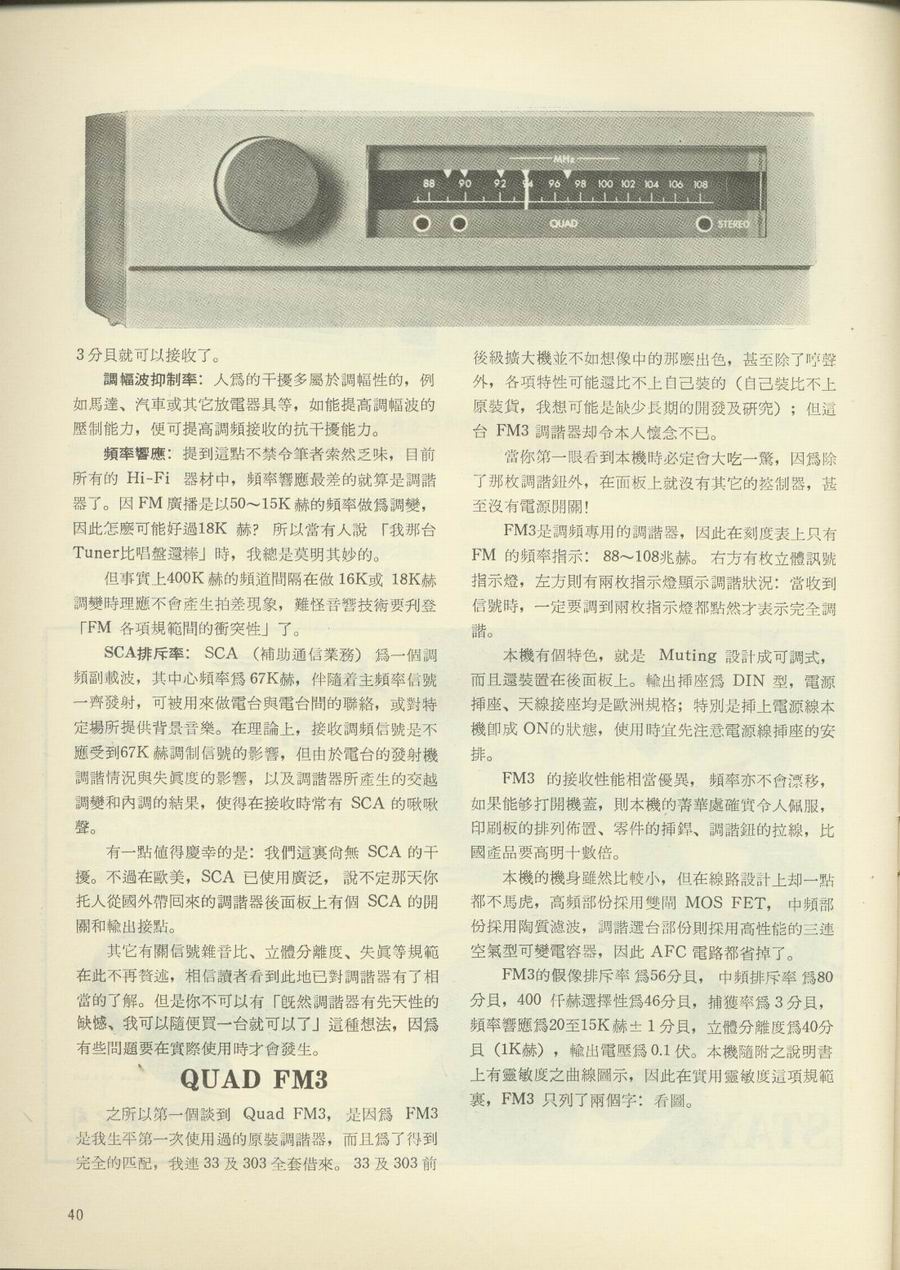 MHz
88 90 92 94 96 98 100 102 104 106 108
QUAD STEREO
3分貝就可以接收了。
調幅波抑制率：人爲的干擾多屬於調幅性的，例
如馬達、汽車或其它放電器具等，如能提高調幅波的
壓制能力，便可提高調頻接收的抗干擾能力。
頻率響應：提到這點不禁令筆者索然乏味，目前
所有的 Hi-Fi 器材中，頻率響應最差的就算是調諧
器了。因 FM 廣播是以50～15K 赫的頻率做爲調變，
因此怎麽可能好過18K 赫？ 所以當有人說 「我那台
Tuner比唱盤還棒」時，我總是莫明其妙的。
但事實上400K 赫的頻道間隔在做 16K或 18K赫
調變時理應不會產生拍差現象，難怪音響技術要刋登
「FM 各項規範間的衝突性」了。
SCA排斥率： SCA （補助通信業務） 爲一個調
頻副載波，其中心頻率爲 67K赫，伴隨着主頻率信號
一齊發射，可被用來做電台與電台間的聯絡，或對特
定場所提供背景音樂。在理論上，接收調頻信號是不
應受到67K 赫調制信號的影響，但由於電台的發射機
調諧情況與失眞度的影響，以及調諧器所產生的交越
調變和內調的結果，使得在接收時常有 SCA 的啾啾
聲。
有一點値得慶幸的是：我們這裏尙無 SCA 的干
擾。不過在歐美，SCA 已使用廣泛， 說不定那天你
托人從國外帶回來的調諧器後面板上有個 SCA 的開
關和輸出接點。
其它有關信號雜音比、立體分離度、失眞等規範
在此不再贅述，相信讀者看到此地已對調諧器有了相
當的了解。但是你不可以有「旣然調諧器有先天性的
缺憾、我可以隨便買一台就可以了」這種想法，因爲
有些問題要在實際使用時才會發生。
QUAD FM3
之所以第一個談到 Quad FM3， 是因爲 FM3
是我生平第一次使用過的原裝調諧器，而且爲了得到
完全的匹配，我連 33 及 303 全套借來。 33 及 303 前
後級擴大機並不如想像中的那麽出色，甚至除了哼聲
外，各項特性可能還比不上自己裝的（自己裝比不上
原裝貨，我想可能是缺少長期的開發及研究）；但這
台 FM3 調諧器却令本人懷念不已。
當你第一眼看到本機時必定會大吃一驚，因爲除
了那枚調諧鈕外，在面板上就沒有其它的控制器，甚
至沒有電源開關！
FM3是調頻專用的調諧器，因此在刻度表上只有
FM 的頻率指示： 88～108兆赫。 右方有枚立體訊號
指示燈，左方則有兩枚指示燈顯示調諧狀況：當收到
信號時，一定要調到兩枚指示燈都點然才表示完全調
諧。
本機有個特色，就是 Muting 設計成可調式，
而且還裝置在後面板上。輸出挿座爲 DIN 型，電源
挿座、天線接座均是歐洲規格；特別是挿上電源線本
機卽成 ON的狀態，使用時宜先注意電源線挿座的安
排。
FM3 的接收性能相當優異， 頻率亦不會漂移，
如果能够打開機蓋，則本機的菁華處確實令人佩服，
印刷板的排列佈置、零件的挿銲、調諧鈕的拉線，比
國產品要高明十數倍。
本機的機身雖然比較小，但在線路設計上却一點
都不馬虎，高頻部份採用雙閘 MOS FET， 中頻部
份採用陶質濾波，調諧選台部份則採用高性能的三連
空氣型可變電容器，因此 AFC 電路都省掉了。
FM3的假像排斥率 爲56分貝， 中頻排斥率 爲80
分貝，400 仟赫選擇性爲46分貝，捕獲率爲 3 分貝，
頻率響應爲20至15K赫± 1 分貝，立體分離度爲40分
貝（1K赫），輸出電壓爲 0.1 伏。本機隨附之說明書
上有靈敏度之曲線圖示，因此在實用靈敏度這項規範
裏，FM3 只列了兩個字：看圖。
40